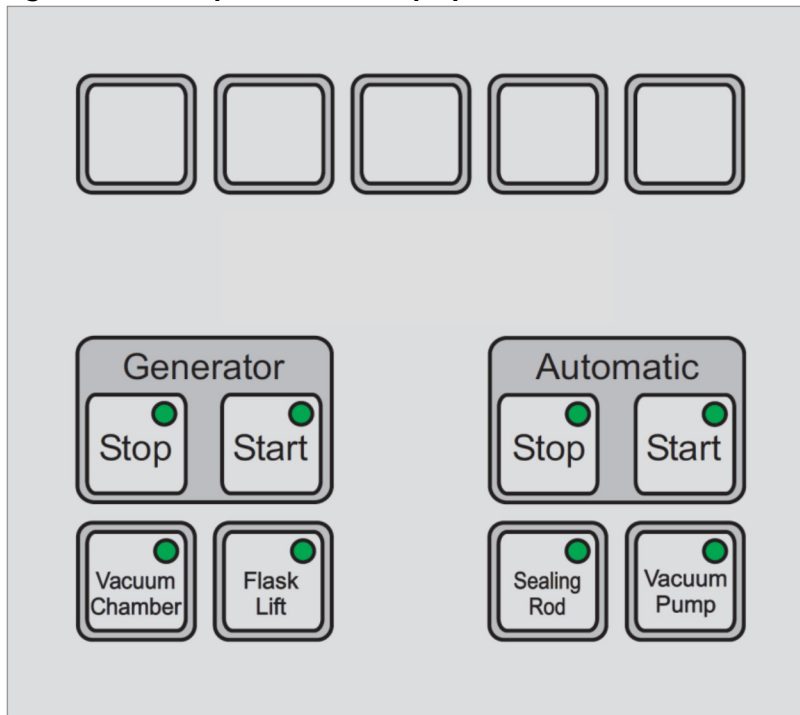 Generator
Automatic
Stop
Start
Stop
Start
Vacuum
Chamber
Flask
Lift
Sealing
Rod
Vacuum
Pump